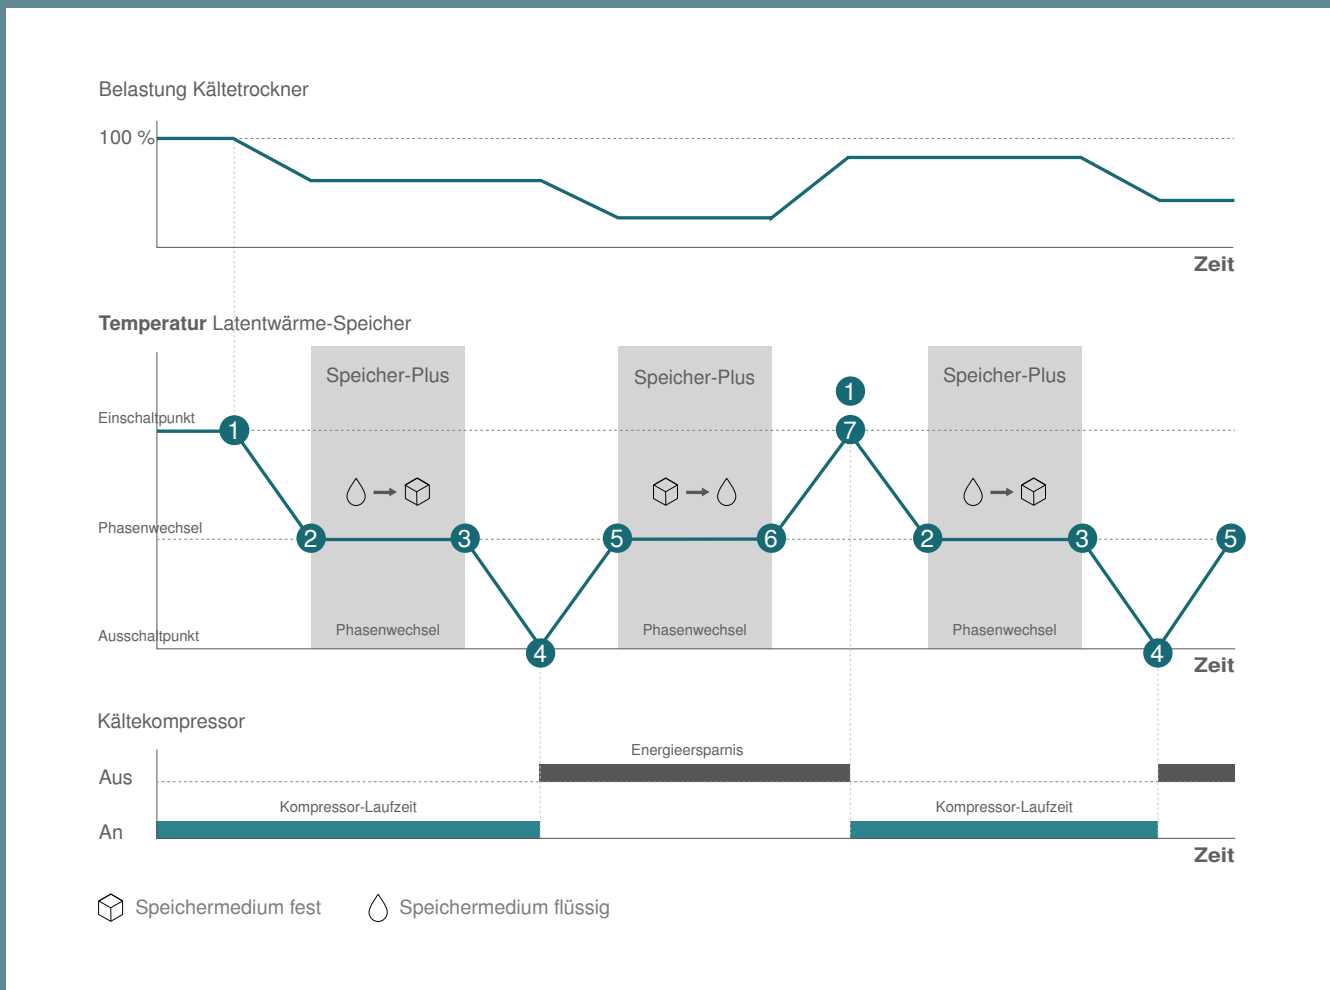 Belastung Kältetrockner
100 %
Zeit
Temperatur Latentwärme-Speicher
Speicher-Plus
Speicher-Plus
Speicher-Plus
1
Einschaltpunkt
1
7
Phasenwechsel
2
3
5
6
2
3
5
Ausschaltpunkt
Phasenwechsel
Phasenwechsel
Phasenwechsel
4
4
Zeit
Kältekompressor
Energieersparnis
Aus
Kompressor-Laufzeit
Kompressor-Laufzeit
An
Zeit
Speichermedium fest
Speichermedium flüssig